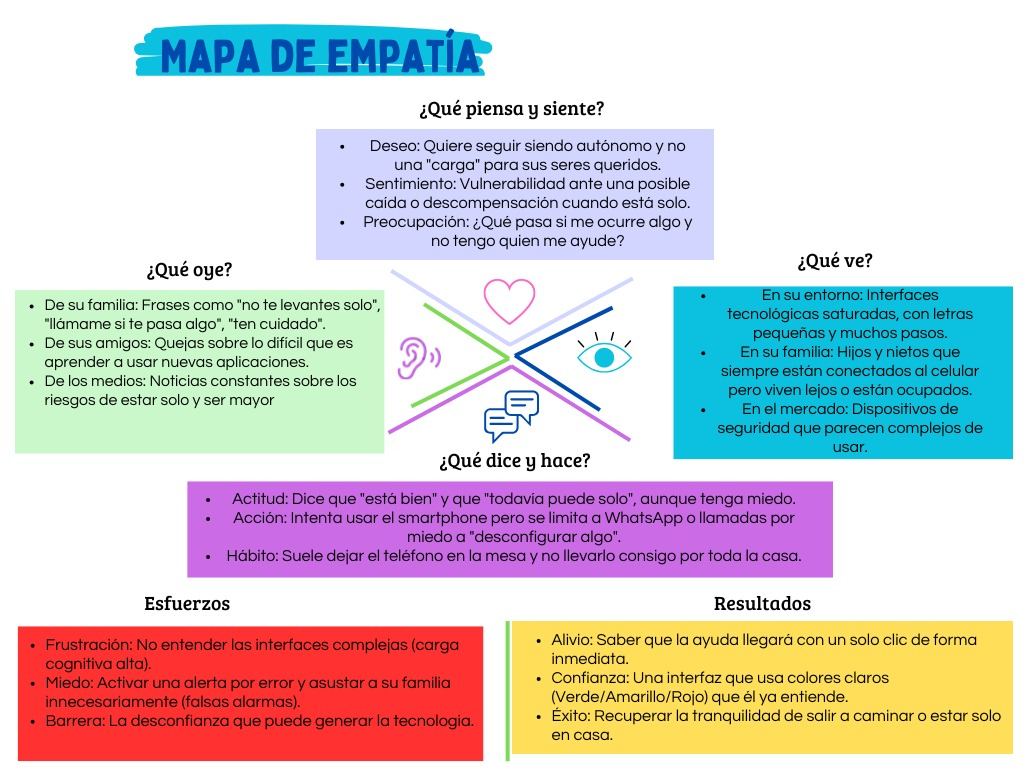 MAPA DE EMPATÍA
¿Qué piensa y siente?
• Deseo: Quiere seguir siendo autónomo y no
una "carga" para sus seres queridos.
• Sentimiento: Vulnerabilidad ante una posible
caída o descompensación cuando está solo.
• Preocupación: ¿Qué pasa si me ocurre algo y
no tengo quien me ayude?
¿Qué oye?
• De su familia: Frases como "no te levantes solo",
"llámame si te pasa algo", "ten cuidado".
• De sus amigos: Quejas sobre lo difícil que es
aprender a usar nuevas aplicaciones.
• De los medios: Noticias constantes sobre los
riesgos de estar solo y ser mayor
¿Qué ve?
• En su entorno: Interfaces
tecnológicas saturadas, con letras
pequeñas y muchos pasos.
• En su familia: Hijos y nietos que
siempre están conectados al celular
pero viven lejos o están ocupados.
• En el mercado: Dispositivos de
seguridad que parecen complejos de
usar.
¿Qué dice y hace?
• Actitud: Dice que "está bien" y que "todavía puede solo", aunque tenga miedo.
• Acción: Intenta usar el smartphone pero se limita a WhatsApp o llamadas por
miedo a "desconfigurar algo".
• Hábito: Suele dejar el teléfono en la mesa y no llevarlo consigo por toda la casa.
Esfuerzos
• Frustración: No entender las interfaces complejas (carga
cognitiva alta).
• Miedo: Activar una alerta por error y asustar a su familia
innecesariamente (falsas alarmas).
• Barrera: La desconfianza que puede generar la tecnologia.
Resultados
• Alivio: Saber que la ayuda llegará con un solo clic de forma
inmediata.
• Confianza: Una interfaz que usa colores claros
(Verde/Amarillo/Rojo) que él ya entiende.
• Éxito: Recuperar la tranquilidad de salir a caminar o estar solo
en casa.